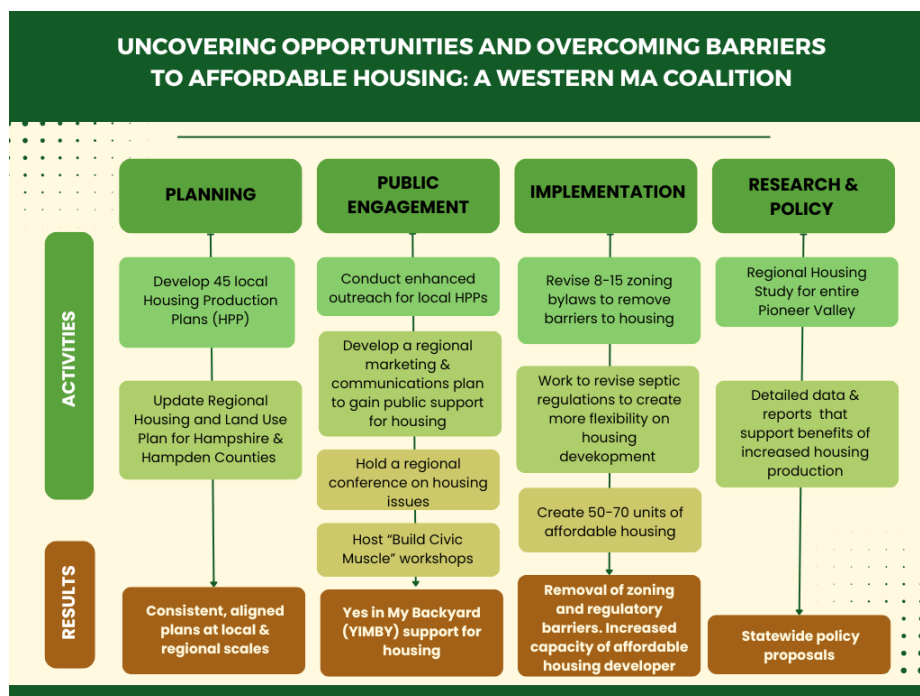 UNCOVERING OPPORTUNITIES AND OVERCOMING BARRIERS
TO AFFORDABLE HOUSING: A WESTERN MA COALITION
PLANNING
PUBLIC
ENGAGEMENT
IMPLEMENTATION
RESEARCH &
POLICY
ACTIVITIES
Develop 45 local
Housing Production
Plans (HPP)
Update Regional
Housing and Land Use
Plan for Hampshire &
Hampden Counties
Conduct enhanced
outreach for local HPPs
Develop a regional
marketing &
communications plan
to gain public support
for housing
Hold a regional
conference on housing
issues
Host “Build Civic
Muscle” workshops
Revise 8-15 zoning
bylaws to remove
barriers to housing
Work to revise septic
regulations to create
more flexibility on
housing
devekopment
Create 50-70 units of
affordable housing
Regional Housing
Study for entire
Pioneer Valley
Detailed data &
reports that
support benefits of
increased housing
production
RESULTS
Consistent, aligned
plans at local &
regional scales
Yes in My Backyard
(YIMBY) support for
housing
Removal of zoning
and regulatory
barriers. Increased
capacity of affordable
housing developer
Statewide policy
proposals